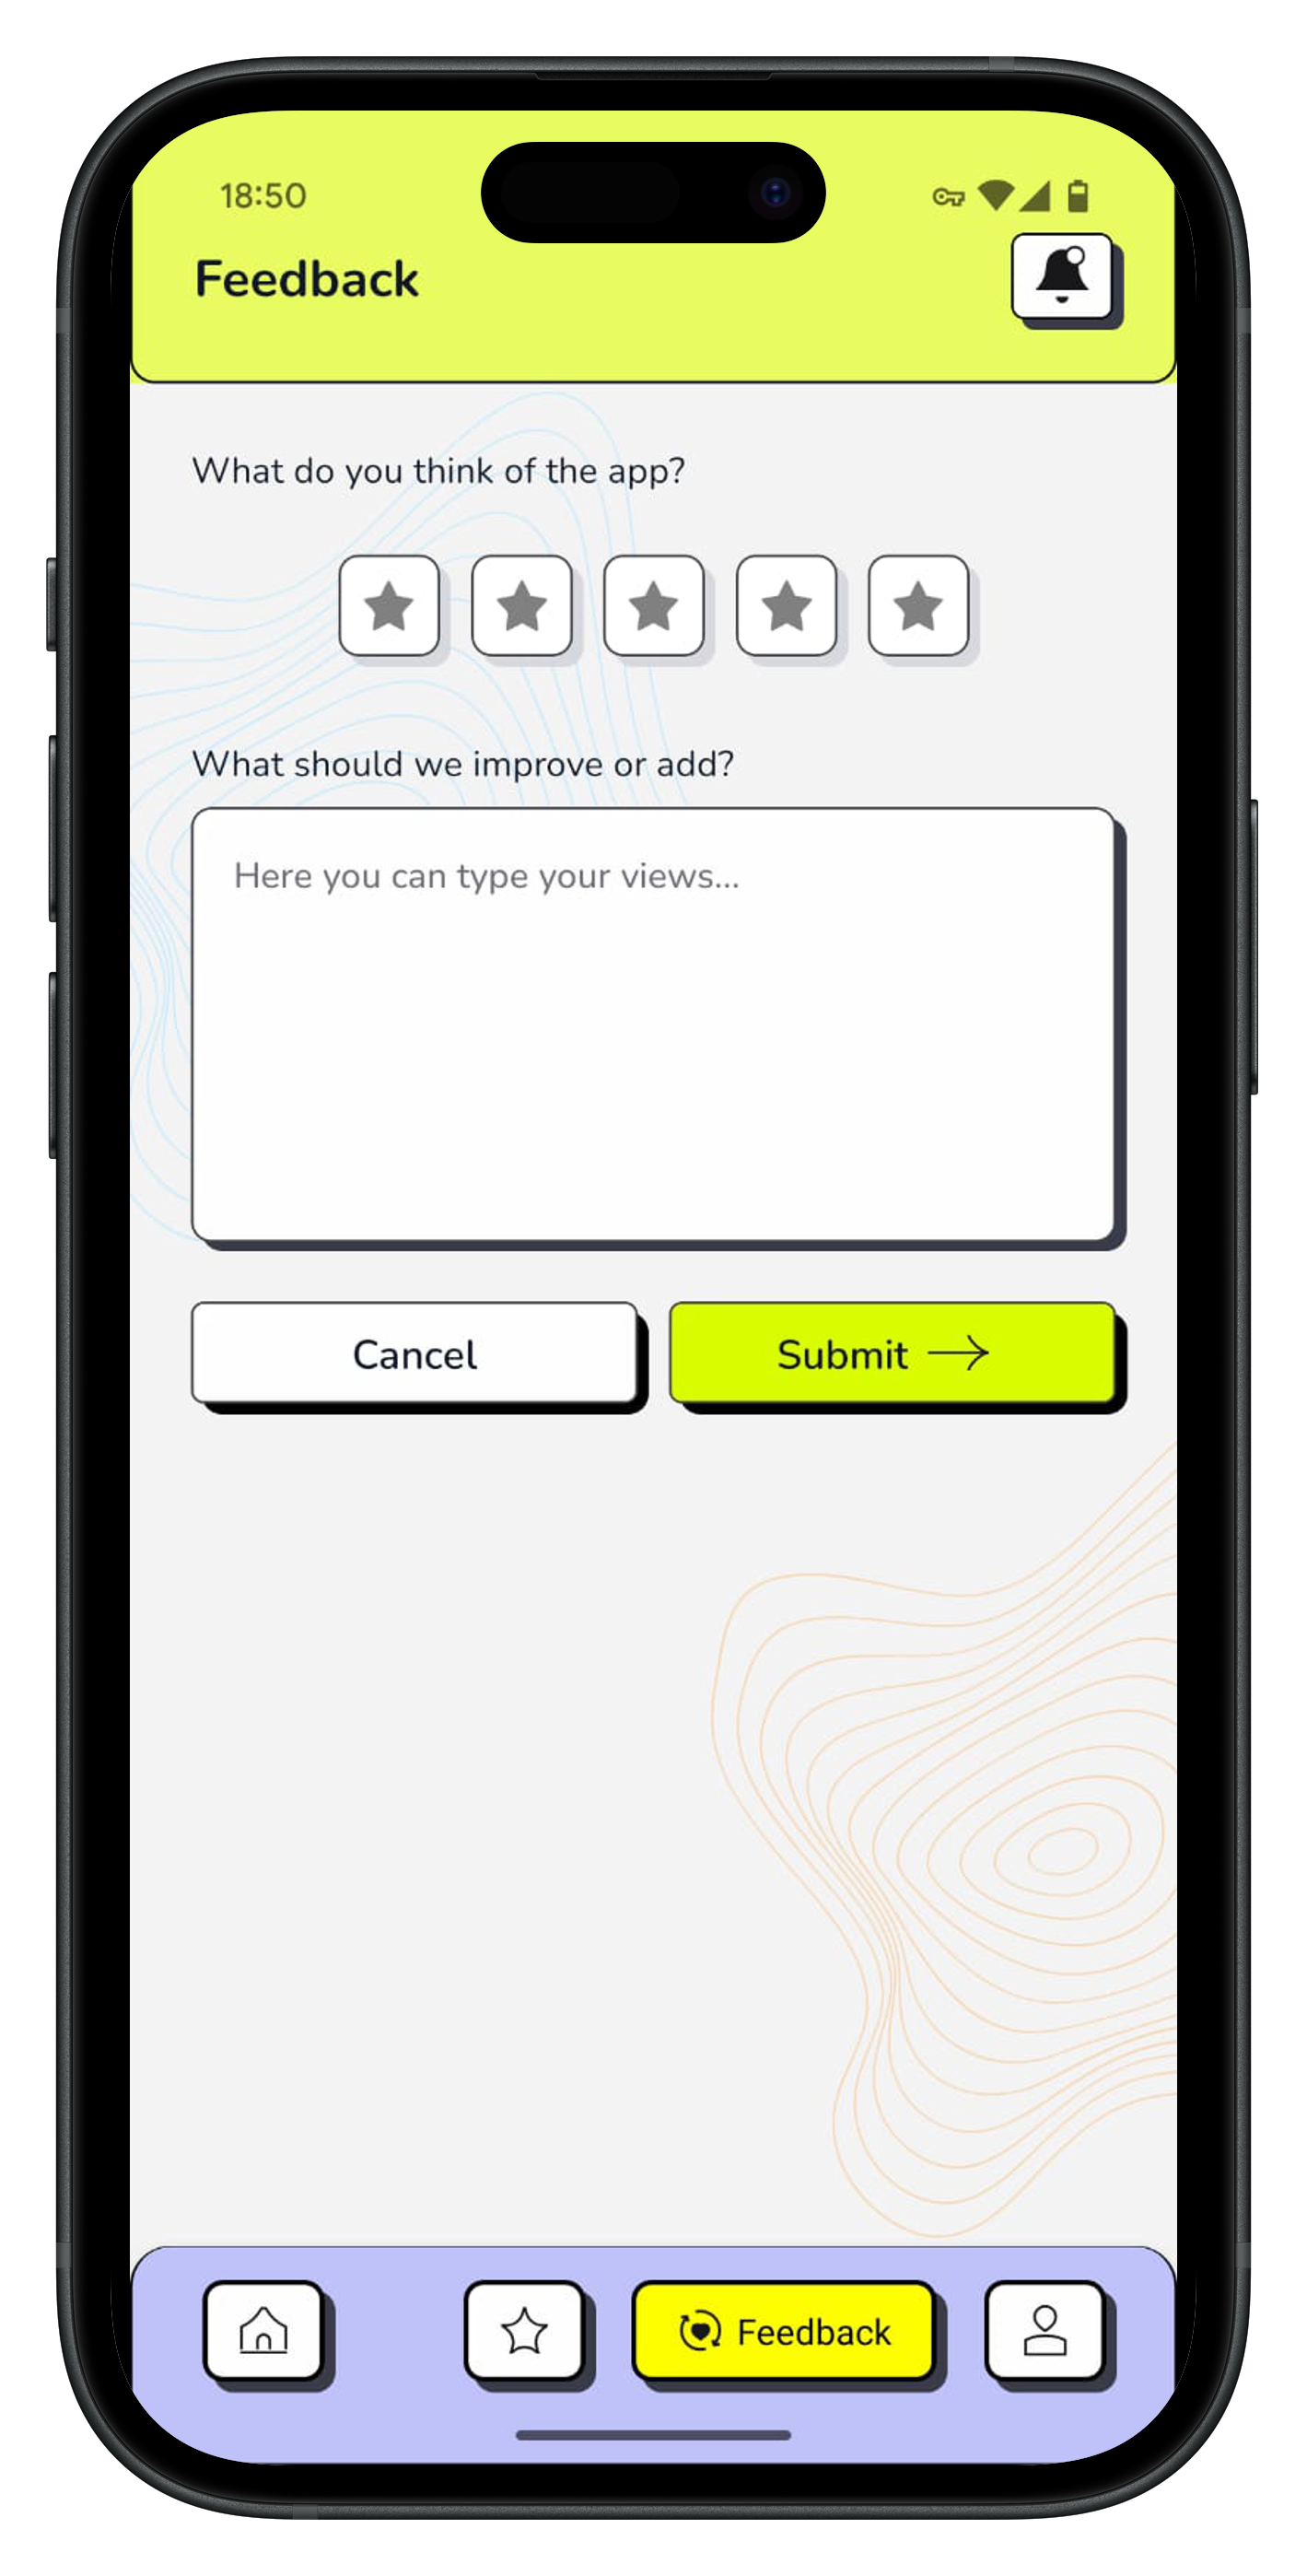 18:50
Feedback
What do you think of the app?
What should we improve or add?
Here you can type your views...
Cancel
Submit
Feedback